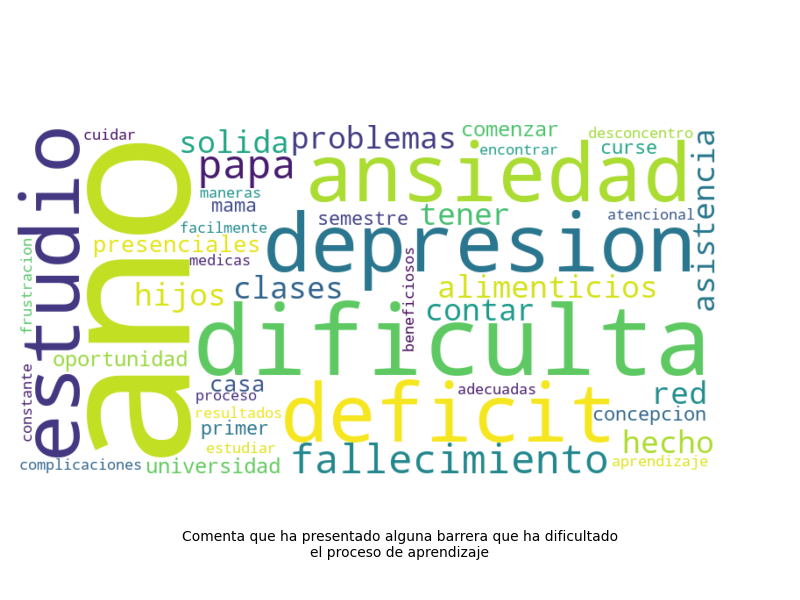 cuidar
solida
problemas
comenzar
desconcentro
encontrar
curse
papa
ansiedad
asistencia
estudio
ano
maneras
mama
semestre
tener
atencional
facilmente
depresion
presenciales
medicas
frustracion
hijos
clases
beneficiosos
alimenticios
contar
dificulta
oportunidad
casa
adecuadas
red
constante
proceso
deficit
resultados
concepcion
primer
estudiar
hecho
fallecimiento
complicaciones
universidad
aprendizaje
Comenta que ha presentado alguna barrera que ha dificultado
el proceso de aprendizaje